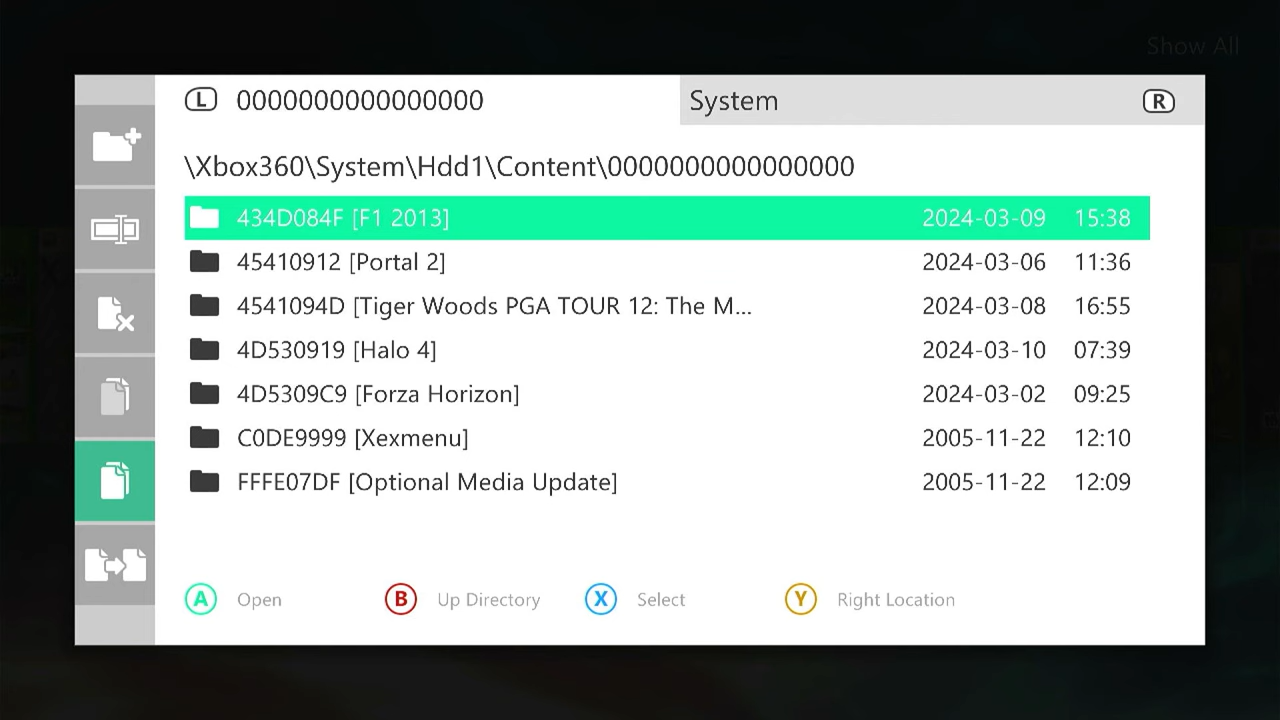 Show All
L 0000000000000000
System R
\Xbox360\System\Hdd1\Content\0000000000000000
434D084F [F1 2013] 2024-03-09 15:38
45410912 [Portal 2] 2024-03-06 11:36
4541094D [Tiger Woods PGA TOUR 12: The M... 2024-03-08 16:55
4D530919 [Halo 4] 2024-03-10 07:39
4D5309C9 [Forza Horizon] 2024-03-02 09:25
C0DE9999 [Xexmenu] 2005-11-22 12:10
FFFE07DF [Optional Media Update] 2005-11-22 12:09
A Open B Up Directory X Select Y Right Location